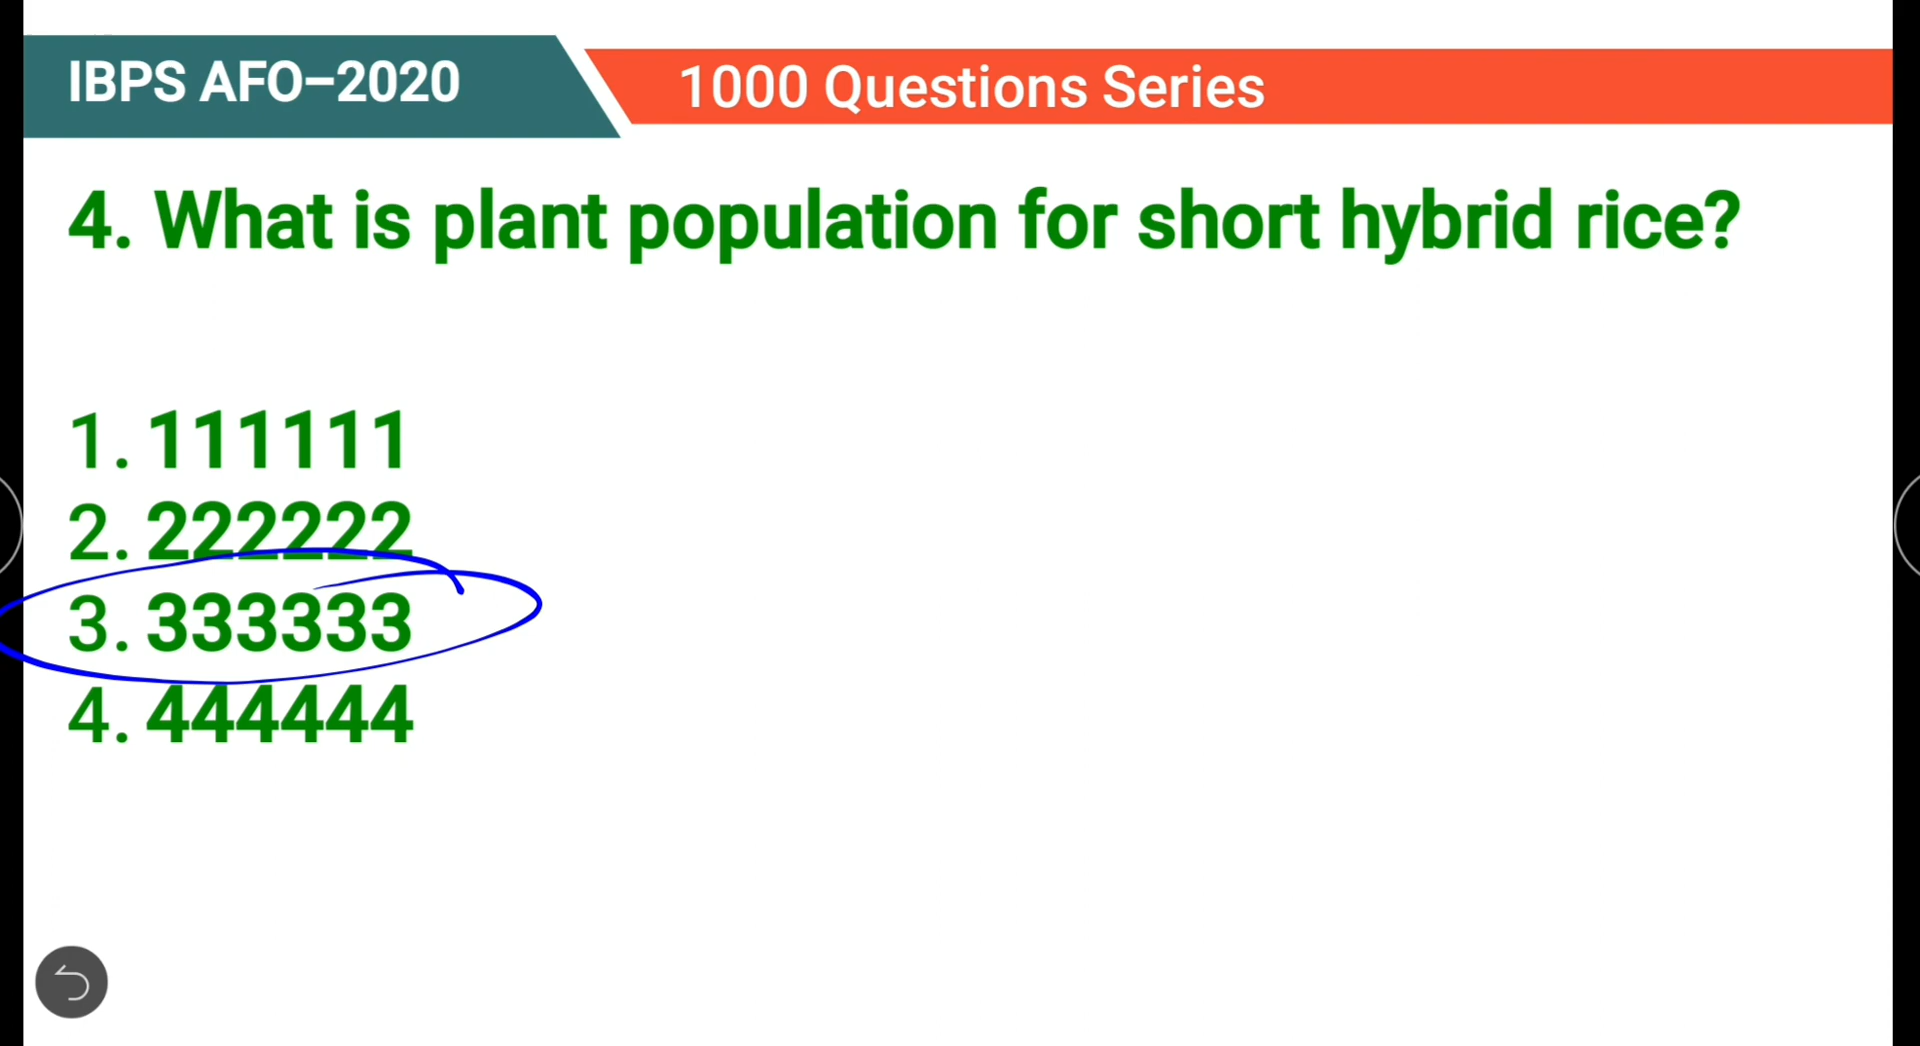 IBPS AFO–2020
1000 Questions Series
4. What is plant population for short hybrid rice?
1. 111111
2. 222222
3. 333333
4. 444444